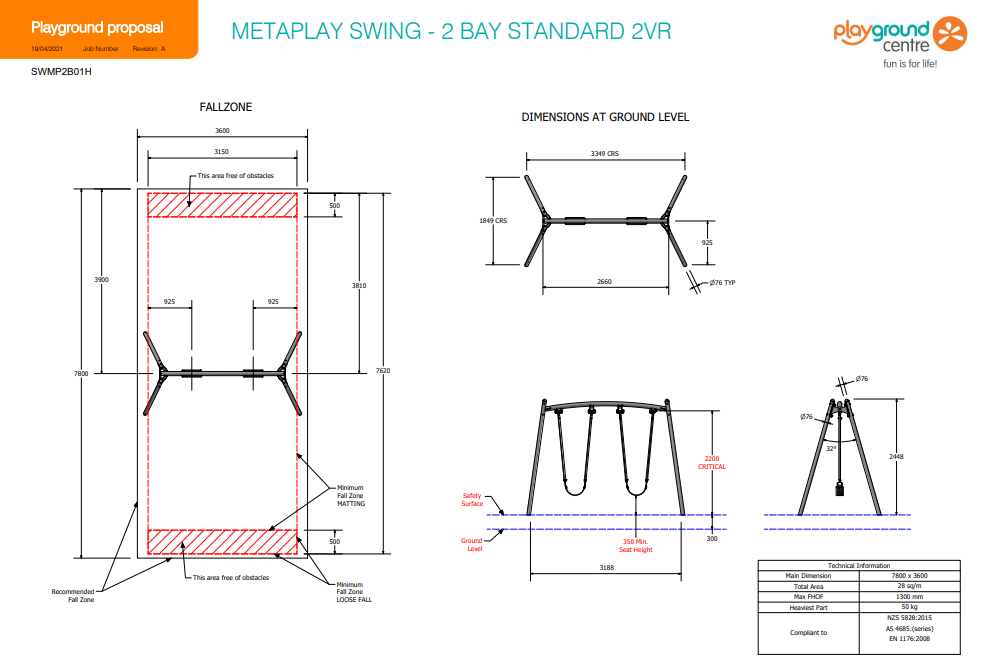 Playground proposal
19/04/2021 Job Number Revision: A
METAPLAY SWING - 2 BAY STANDARD 2VR
playground
centre
fun is for life!
SWMP2B01H
FALLZONE
3600
3150
This area free of obstacles
500
3900
3810
925
925
7800
7620
Minimum
Fall Zone
MATTING
500
This area free of obstacles
Minimum
Fall Zone
LOOSE FALL
Recommended
Fall Zone
DIMENSIONS AT GROUND LEVEL
3349 CRS
1849 CRS
925
2660
Ø76 TYP
2200
CRITICAL
Safety
Surface
Ground
Level
350 Min.
Seat Height
300
3188
Ø76
Ø76
32°
2448
Technical Information
Main Dimension 7800 x 3600
Total Area 28 sq/m
Max FHOF 1300 mm
Heaviest Part 50 kg
Compliant to
NZS 5828:2015
AS 4685:(series)
EN 1176:2008